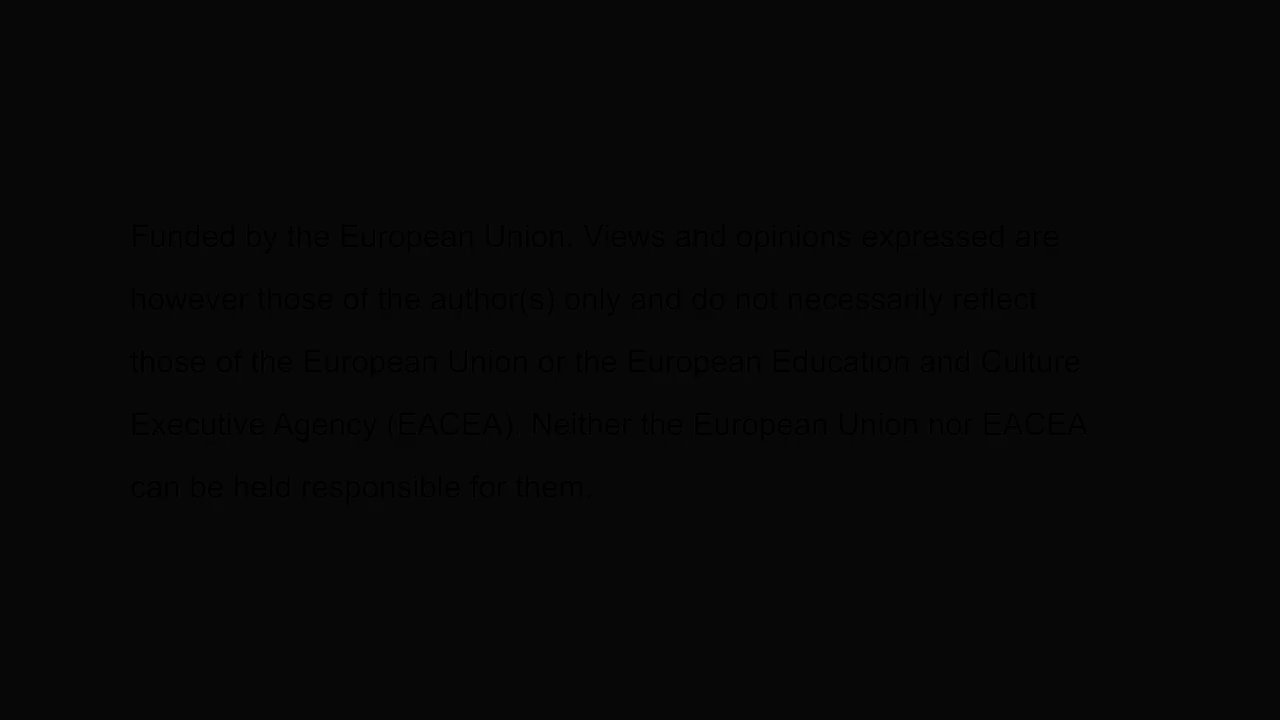 Funded by the European Union. Views and opinions expressed are
however those of the author(s) only and do not necessarily reflect
those of the European Union or the European Education and Culture
Executive Agency (EACEA). Neither the European Union nor EACEA
can be held responsible for them.